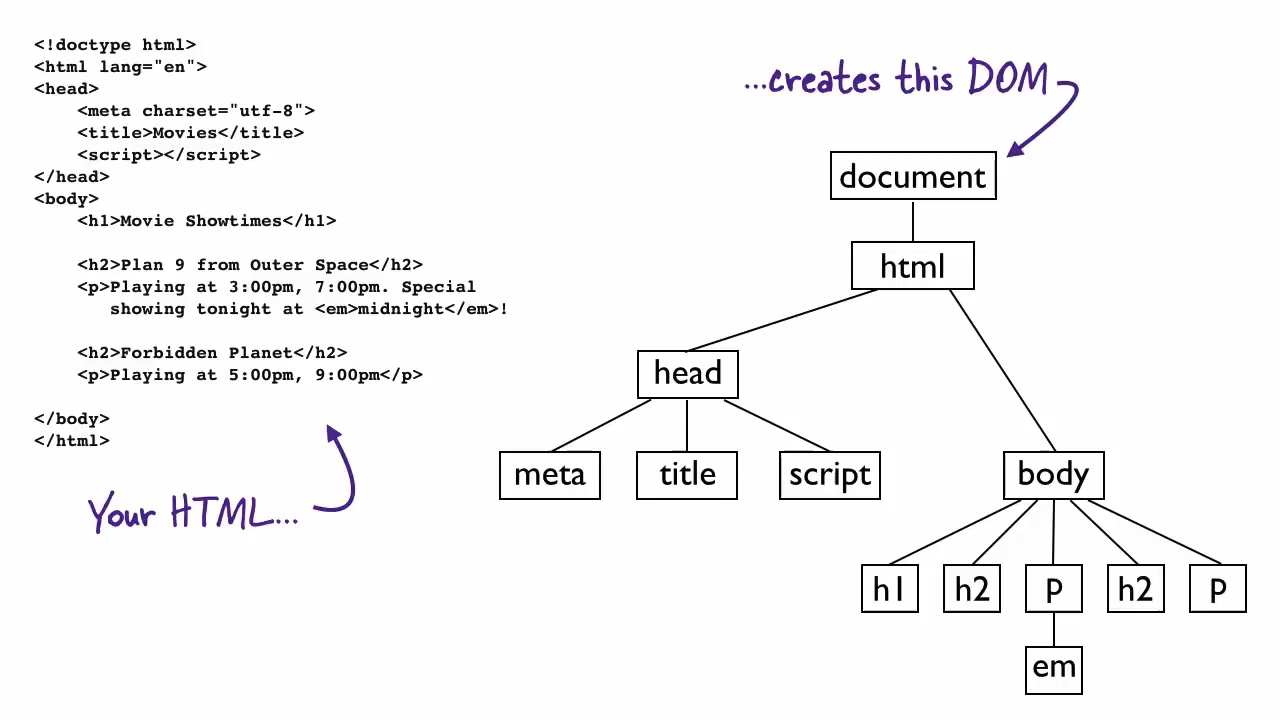 <!doctype html>
<html lang="en">
<head>
    <meta charset="utf-8">
    <title>Movies</title>
    <script></script>
</head>
<body>
    <h1>Movie Showtimes</h1>
    <h2>Plan 9 from Outer Space</h2>
    <p>Playing at 3:00pm, 7:00pm. Special
       showing tonight at <em>midnight</em>!
    <h2>Forbidden Planet</h2>
    <p>Playing at 5:00pm, 9:00pm</p>
</body>
</html>
Your HTML...
...creates this DOM
document
html
head
meta title script body
h1 h2 p h2 p
em